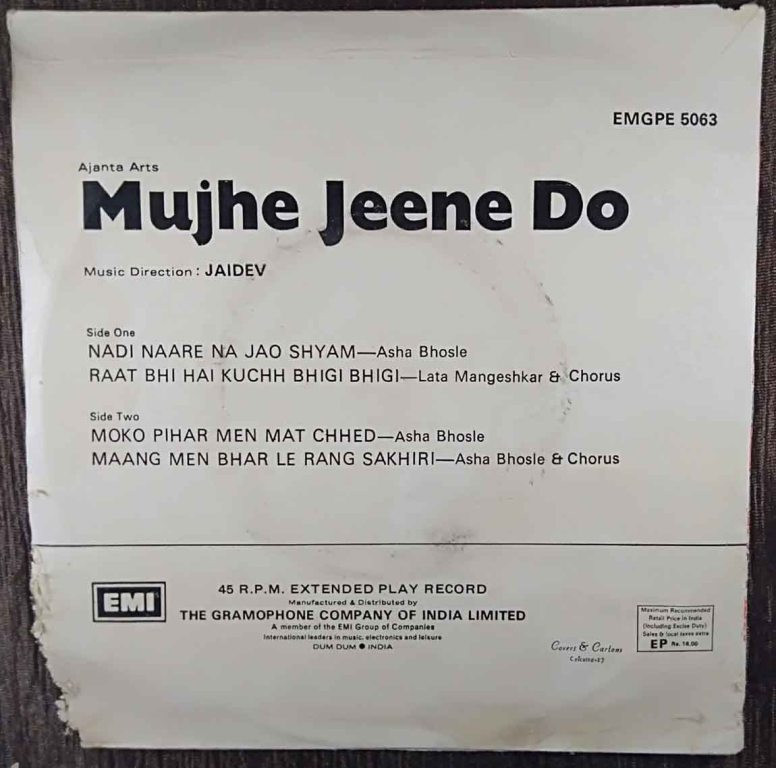 EMGPE 5063
Ajanta Arts
Mujhe Jeene Do
Music Direction : JAIDEV
Side One
NADI NAARE NA JAO SHYAM—Asha Bhosle
RAAT BHI HAI KUCHH BHIGI BHIGI—Lata Mangeshkar & Chorus
Side Two
MOKO PIHAR MEN MAT CHHED—Asha Bhosle
MAANG MEN BHAR LE RANG SAKHIRI—Asha Bhosle & Chorus
EMI
45 R.P.M. EXTENDED PLAY RECORD
Manufactured & Distributed by
THE GRAMOPHONE COMPANY OF INDIA LIMITED
A member of the EMI Group of Companies
International leaders in music, electronics and leisure
DUM DUM ● INDIA
Covers & Cartons
Calcutta-27
Maximum Recommended
Retail Price in India
(Including Excise Duty)
Sales & local taxes extra
EP Rs. 18.00